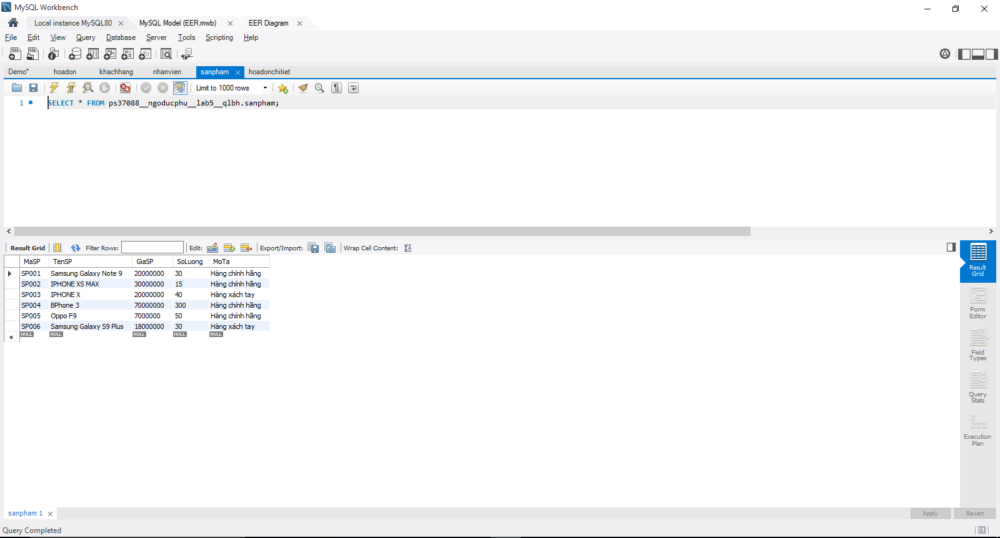 MySQL Workbench
Local instance MySQL80 MySQL Model (EER.mwb) EER Diagram
File Edit View Query Database Server Tools Scripting Help
Demo* hoadon khachhang nhanvien sanpham hoadonchitiet
Limit to 1000 rows
1 SELECT * FROM ps37088__ngoducphu__lab5__qlbh.sanpham;
Result Grid Filter Rows: Edit: Export/Import: Wrap Cell Content:
MaSP TenSP GiaSP SoLuong MoTa
SP001 Samsung Galaxy Note 9 20000000 30 Hàng chính hãng
SP002 IPHONE XS MAX 30000000 15 Hàng chính hãng
SP003 IPHONE X 20000000 40 Hàng xách tay
SP004 BPhone 3 70000000 300 Hàng chính hãng
SP005 Oppo F9 7000000 50 Hàng chính hãng
SP006 Samsung Galaxy S9 Plus 18000000 30 Hàng xách tay
NULL NULL NULL NULL NULL
Result
Grid
Form
Editor
Field
Types
Query
Stats
Execution
Plan
sanpham 1 Apply Revert
Query Completed